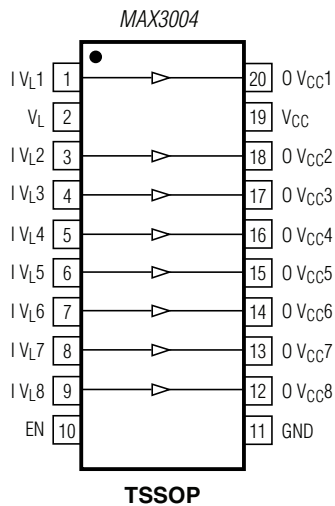 MAX3004
I VL1 1 20 O VCC1
VL 2 19 VCC
I VL2 3 18 O VCC2
I VL3 4 17 O VCC3
I VL4 5 16 O VCC4
I VL5 6 15 O VCC5
I VL6 7 14 O VCC6
I VL7 8 13 O VCC7
I VL8 9 12 O VCC8
EN 10 11 GND
TSSOP